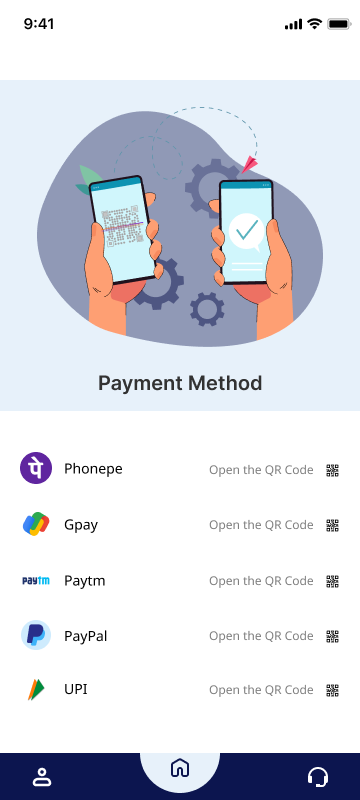 9:41
Payment Method
पे Phonepe Open the QR Code
Gpay Open the QR Code
paytm Paytm Open the QR Code
PayPal Open the QR Code
UPI Open the QR Code